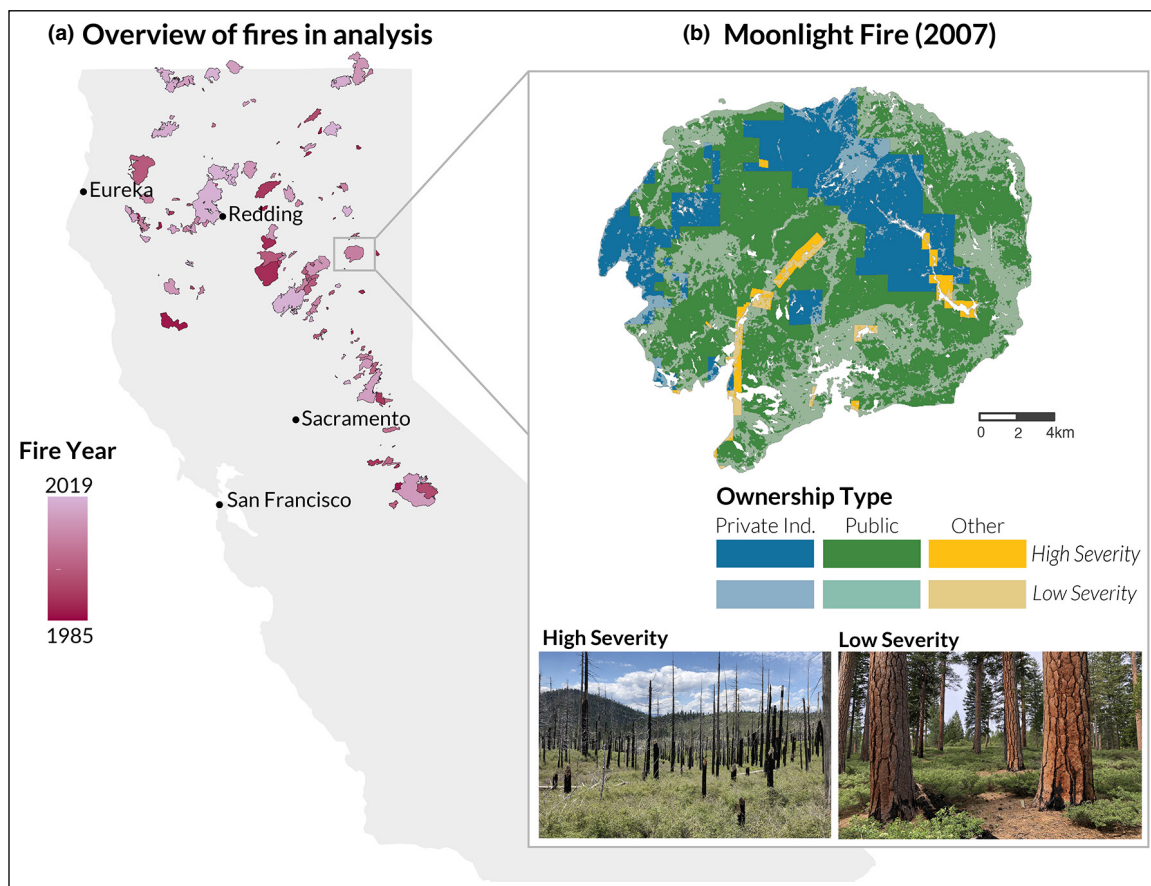 (a) Overview of fires in analysis
(b) Moonlight Fire (2007)
Eureka
Redding
Sacramento
San Francisco
Fire Year
2019
1985
0 2 4km
Ownership Type
Private Ind. Public Other
High Severity
Low Severity
High Severity
Low Severity